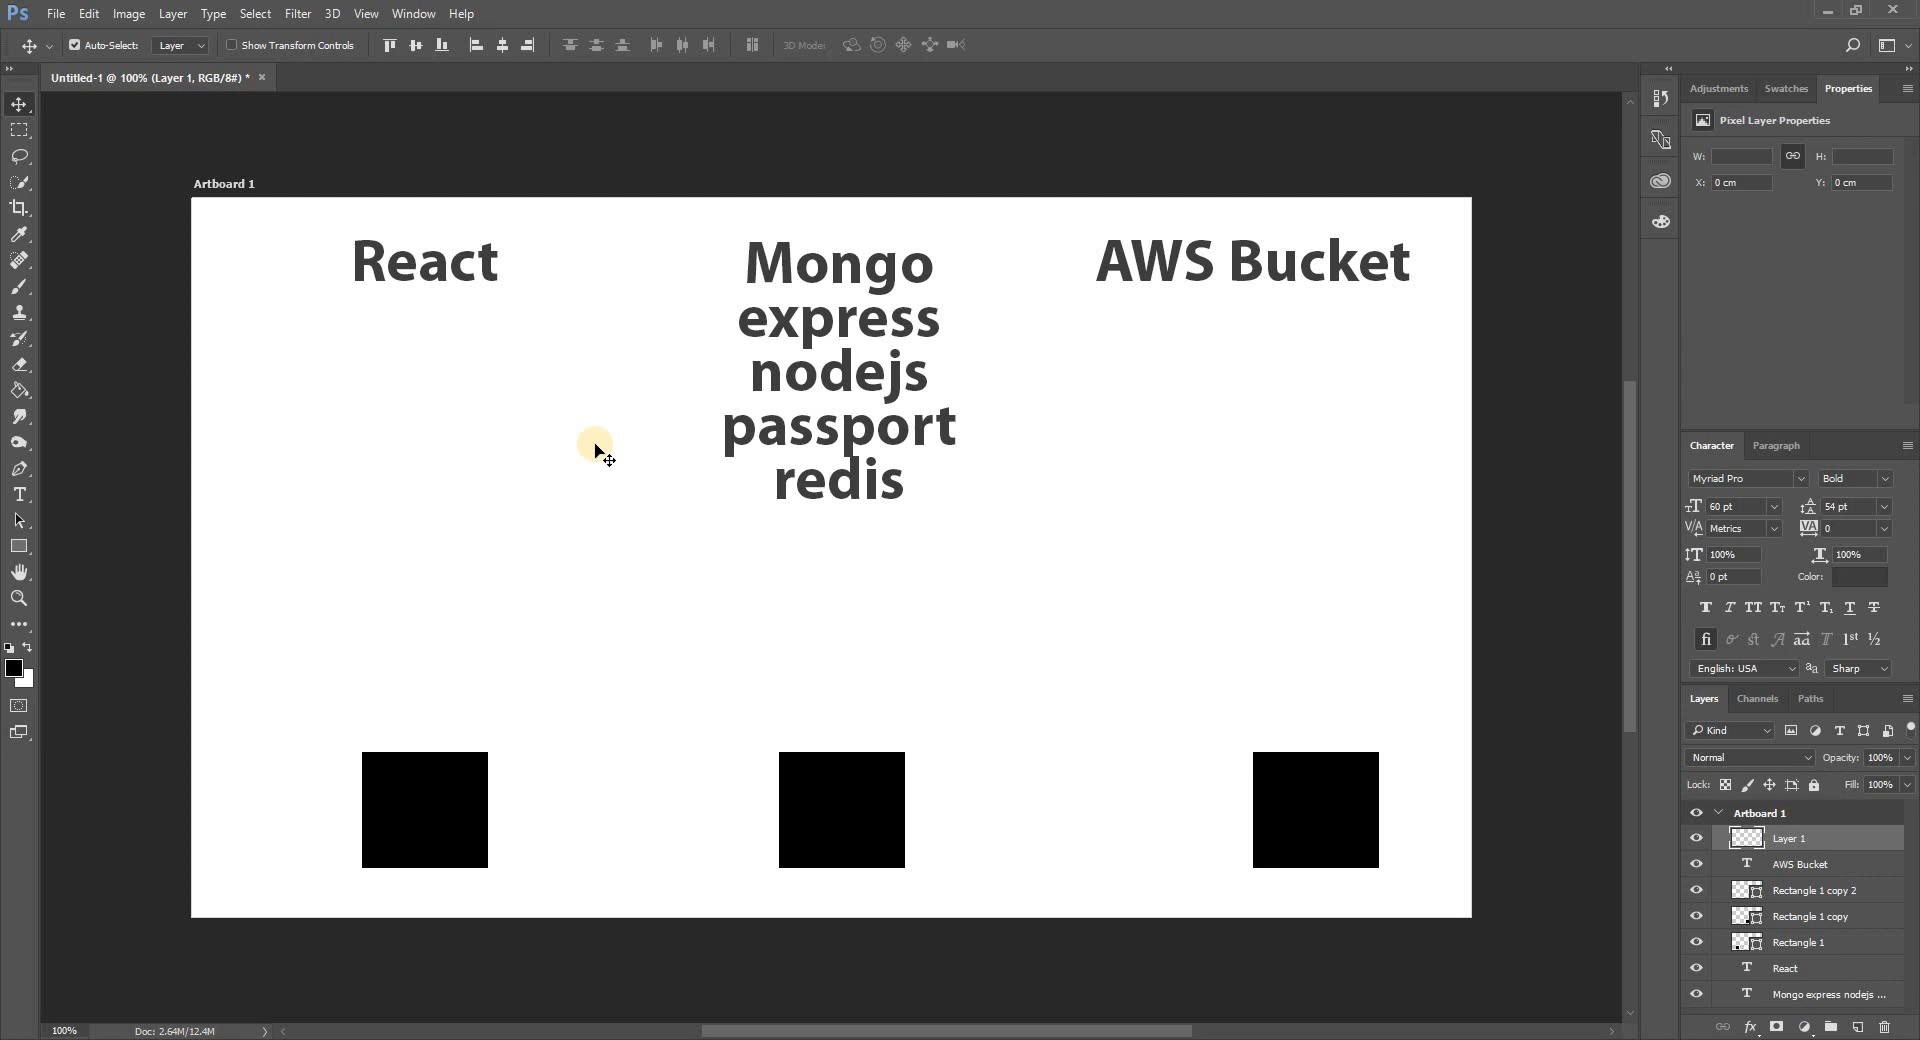 Ps File Edit Image Layer Type Select Filter 3D View Window Help
Auto-Select: Layer Show Transform Controls 3D Mode:
Untitled-1 @ 100% (Layer 1, RGB/8#) *
Adjustments Swatches Properties
Pixel Layer Properties
W: H:
X: 0 cm Y: 0 cm
Artboard 1
React
Mongo
express
nodejs
passport
redis
AWS Bucket
Character Paragraph
Myriad Pro Bold
60 pt 54 pt
Metrics 0
100% 100%
0 pt Color:
English: USA Sharp
Layers Channels Paths
Kind
Normal Opacity: 100%
Lock: Fill: 100%
Artboard 1
Layer 1
AWS Bucket
Rectangle 1 copy 2
Rectangle 1 copy
Rectangle 1
React
Mongo express nodejs ...
100% Doc: 2.64M/12.4M